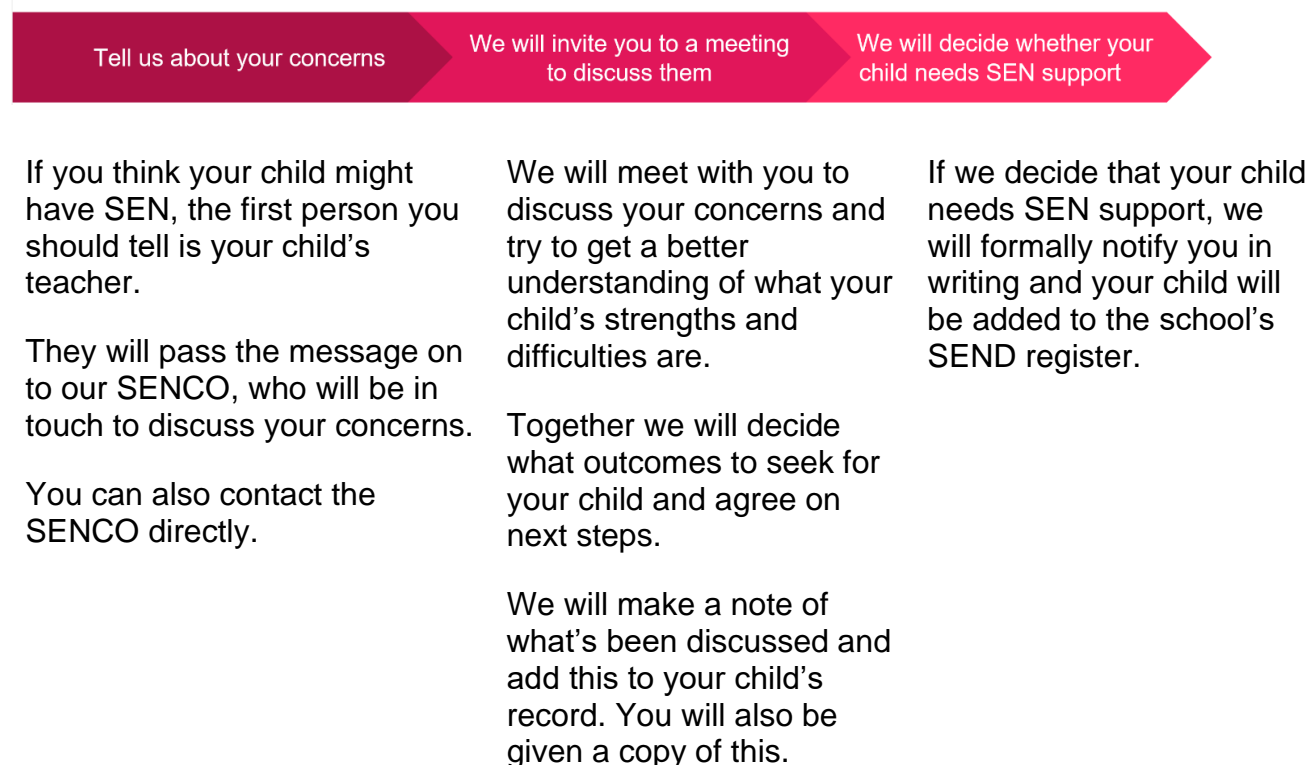 Tell us about your concerns
We will invite you to a meeting
to discuss them
We will decide whether your
child needs SEN support
If you think your child might
have SEN, the first person you
should tell is your child’s
teacher.
They will pass the message on
to our SENCO, who will be in
touch to discuss your concerns.
You can also contact the
SENCO directly.
We will meet with you to
discuss your concerns and
try to get a better
understanding of what your
child’s strengths and
difficulties are.
Together we will decide
what outcomes to seek for
your child and agree on
next steps.
We will make a note of
what’s been discussed and
add this to your child’s
record. You will also be
given a copy of this.
If we decide that your child
needs SEN support, we
will formally notify you in
writing and your child will
be added to the school’s
SEND register.